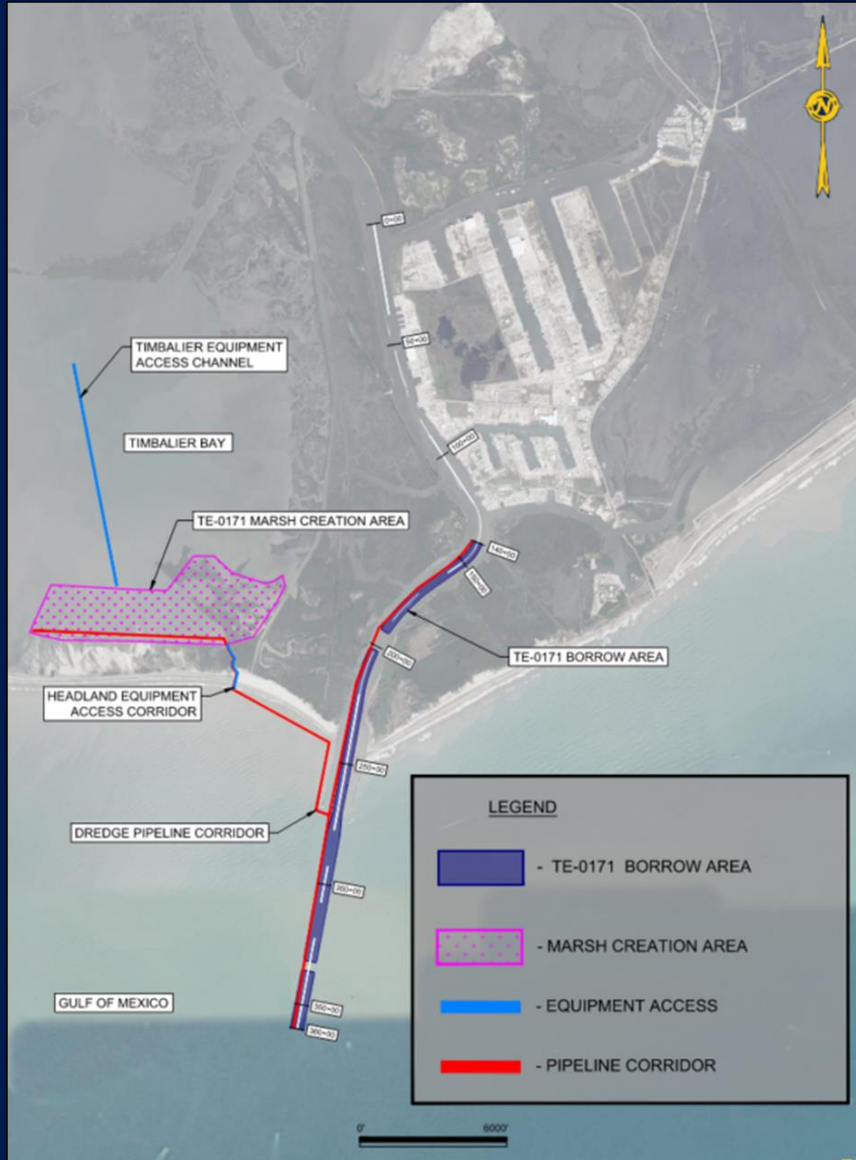 N
0+00
50+00
TIMBALIER EQUIPMENT
ACCESS CHANNEL
TIMBALIER BAY
100+00
TE-0171 MARSH CREATION AREA
140+00
150+00
200+00
TE-0171 BORROW AREA
HEADLAND EQUIPMENT
ACCESS CORRIDOR
250+00
DREDGE PIPELINE CORRIDOR
300+00
GULF OF MEXICO
350+00
360+00
LEGEND
- TE-0171 BORROW AREA
- MARSH CREATION AREA
- EQUIPMENT ACCESS
- PIPELINE CORRIDOR
0' 6000'